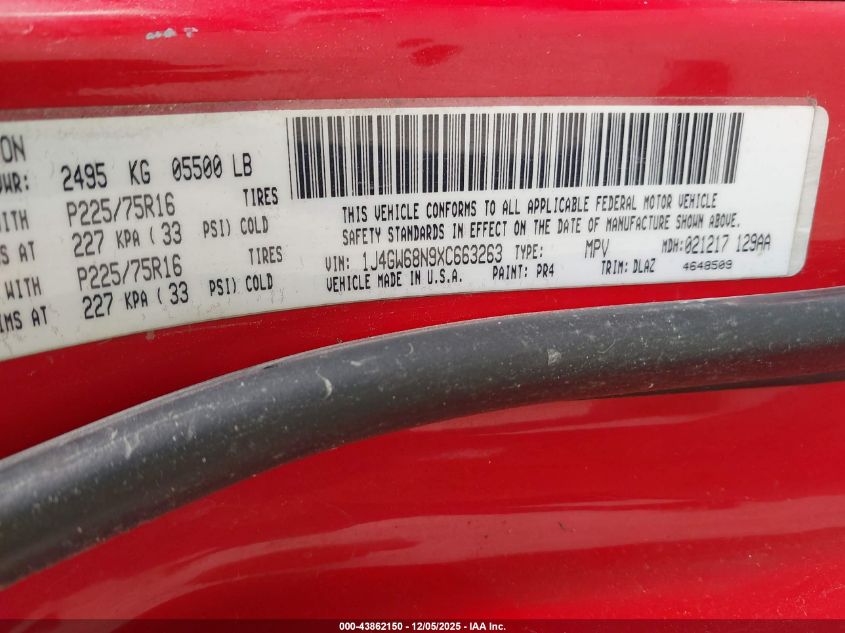 ON
WR: 2495 KG 05500 LB
WITH P225/75R16 TIRES
MS AT 227 KPA ( 33 PSI) COLD
WITH P225/75R16 TIRES
IMS AT 227 KPA ( 33 PSI) COLD
THIS VEHICLE CONFORMS TO ALL APPLICABLE FEDERAL MOTOR VEHICLE
SAFETY STANDARDS IN EFFECT ON THE DATE OF MANUFACTURE SHOWN ABOVE.
VIN: 1J4GW68N9XC663263 TYPE: MPV MDH:021217 129AA
VEHICLE MADE IN U.S.A. PAINT: PR4 TRIM: DLAZ 4648509
000-43862150 - 12/05/2025 - IAA Inc.